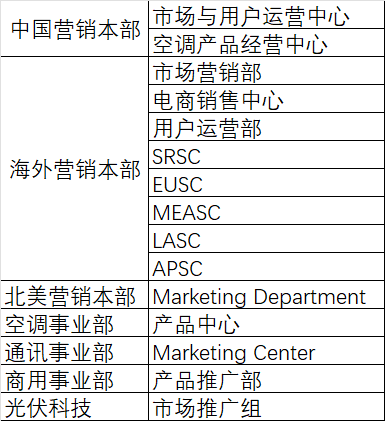 中国营销本部
市场与用户运营中心
空调产品经营中心
海外营销本部
市场营销部
电商销售中心
用户运营部
SRSC
EUSC
MEASC
LASC
APSC
北美营销本部 Marketing Department
空调事业部 产品中心
通讯事业部 Marketing Center
商用事业部 产品推广部
光伏科技 市场推广组